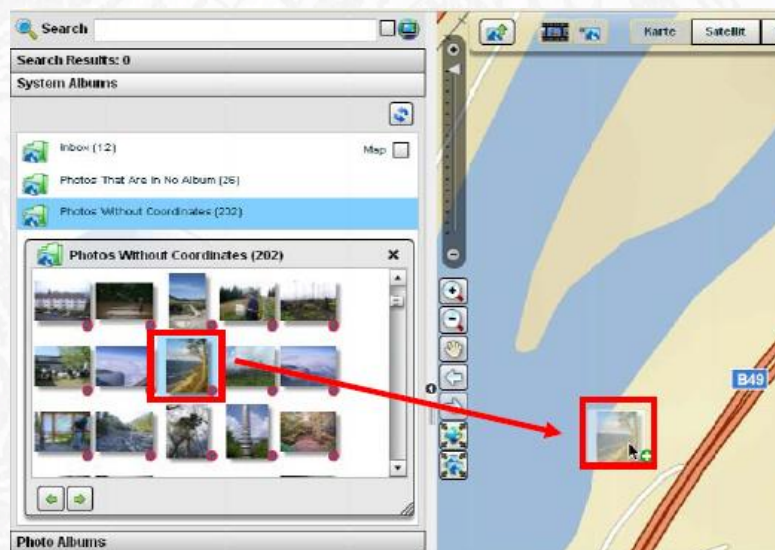 Search
Karte
Satellit
Search Results: 0
System Albums
Inbox (12)
Map
Photos That Are In No Album (26)
Photos Without Coordinates (202)
Photos Without Coordinates (202)
B49
Photo Albums